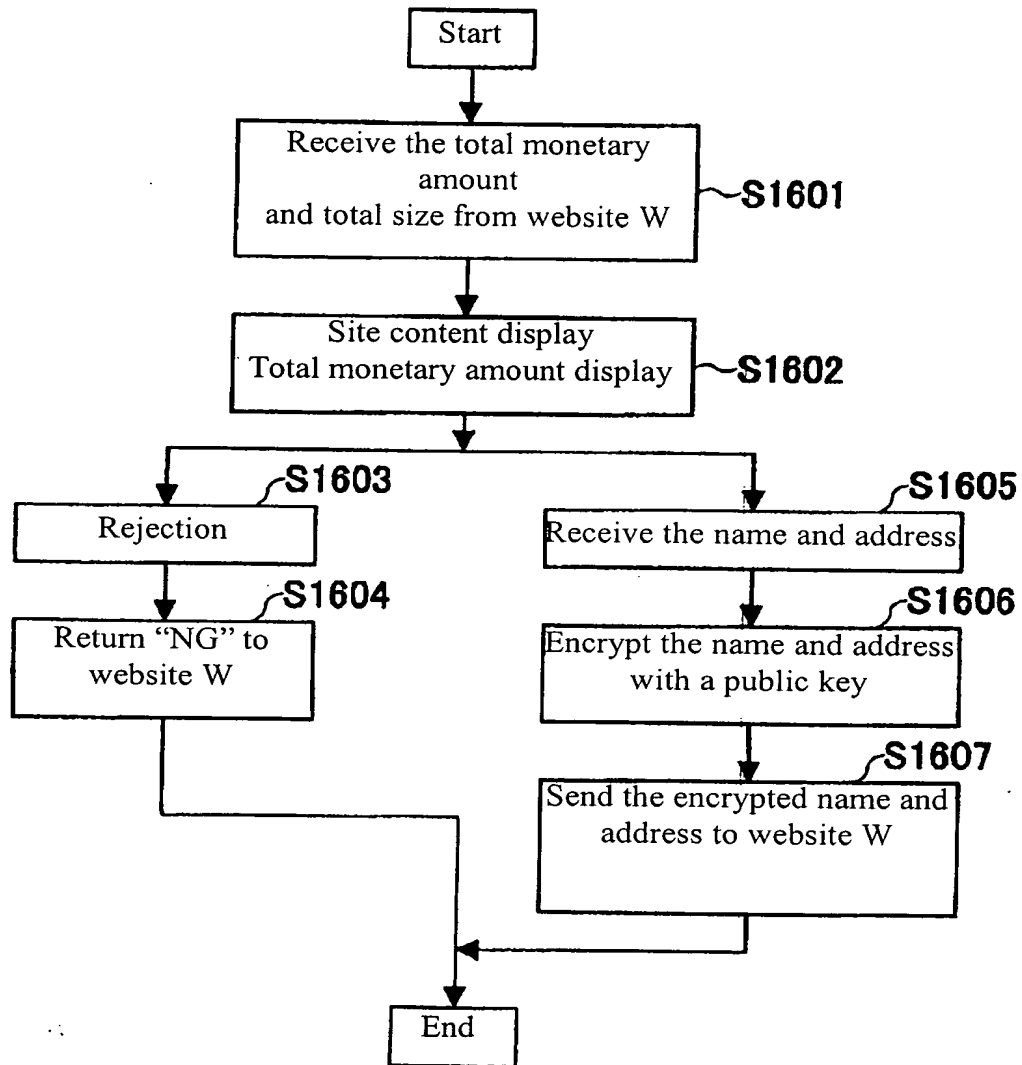 Start
Receive the total monetary
amount
and total size from website W
S1601
Site content display
Total monetary amount display
S1602
S1603
Rejection
S1604
Return “NG” to
website W
S1605
Receive the name and address
S1606
Encrypt the name and address
with a public key
S1607
Send the encrypted name and
address to website W
End